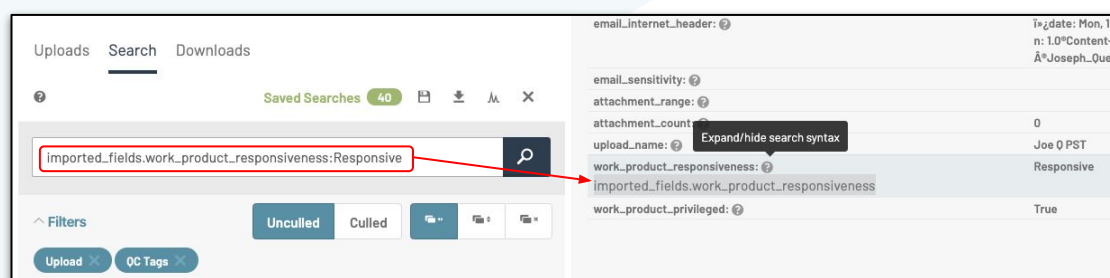 Uploads Search Downloads
Saved Searches 40
imported_fields.work_product_responsiveness:Responsive
Filters
Unculled Culled
Upload QC Tags
email_internet_header: ï»¿date: Mon, 1
n: 1.0®Content-
®Joseph_Que
email_sensitivity:
attachment_range:
attachment_count: 0
Expand/hide search syntax
upload_name: Joe Q PST
work_product_responsiveness: Responsive
imported_fields.work_product_responsiveness
work_product_privileged: True